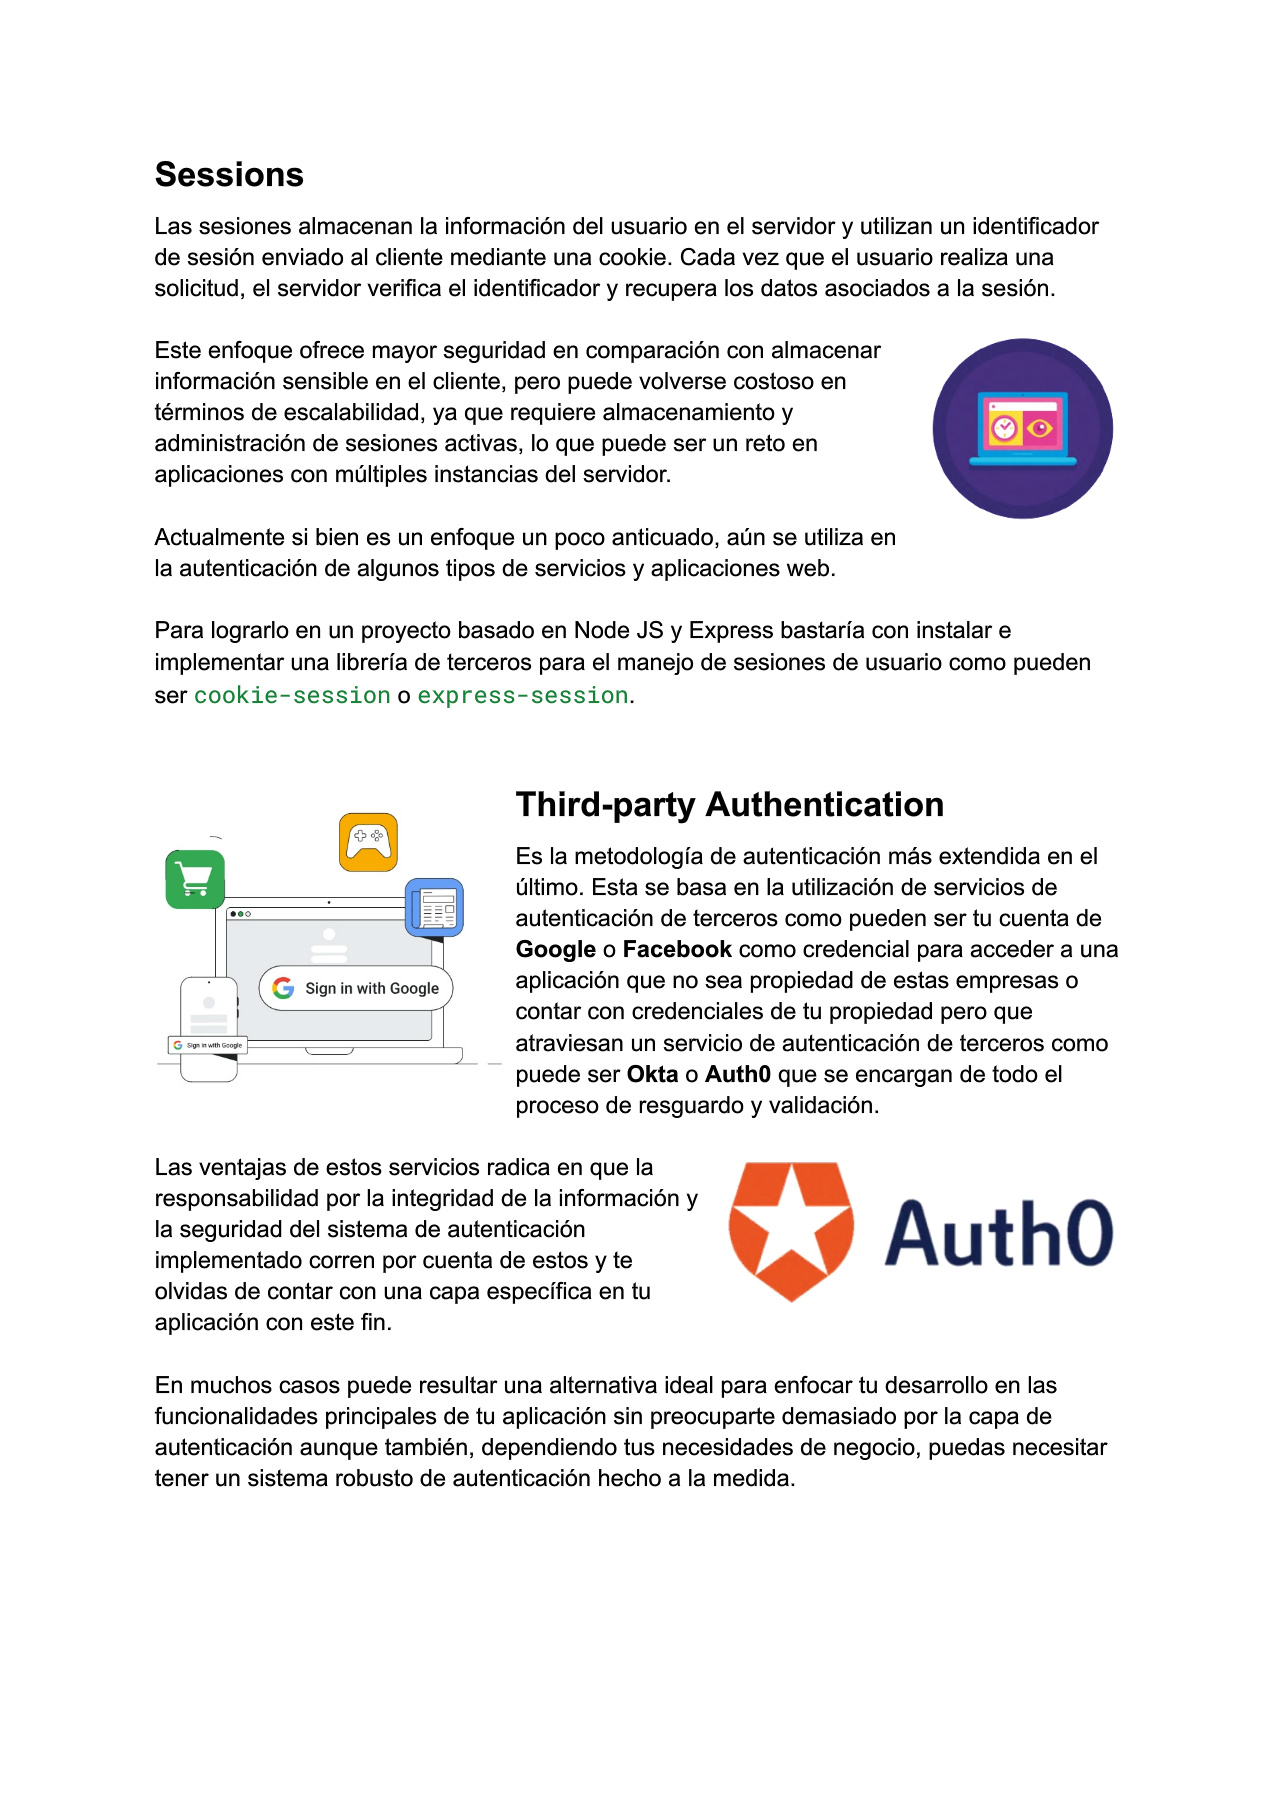 Sessions
Las sesiones almacenan la información del usuario en el servidor y utilizan un identificador
de sesión enviado al cliente mediante una cookie. Cada vez que el usuario realiza una
solicitud, el servidor verifica el identificador y recupera los datos asociados a la sesión.
Este enfoque ofrece mayor seguridad en comparación con almacenar
información sensible en el cliente, pero puede volverse costoso en
términos de escalabilidad, ya que requiere almacenamiento y
administración de sesiones activas, lo que puede ser un reto en
aplicaciones con múltiples instancias del servidor.
Actualmente si bien es un enfoque un poco anticuado, aún se utiliza en
la autenticación de algunos tipos de servicios y aplicaciones web.
Para lograrlo en un proyecto basado en Node JS y Express bastaría con instalar e
implementar una librería de terceros para el manejo de sesiones de usuario como pueden
ser cookie-session o express-session.
Third-party Authentication
Es la metodología de autenticación más extendida en el
último. Esta se basa en la utilización de servicios de
autenticación de terceros como pueden ser tu cuenta de
Google o Facebook como credencial para acceder a una
aplicación que no sea propiedad de estas empresas o
contar con credenciales de tu propiedad pero que
atraviesan un servicio de autenticación de terceros como
puede ser Okta o Auth0 que se encargan de todo el
proceso de resguardo y validación.
Sign in with Google
Sign in with Google
Las ventajas de estos servicios radica en que la
responsabilidad por la integridad de la información y
la seguridad del sistema de autenticación
implementado corren por cuenta de estos y te
olvidas de contar con una capa específica en tu
aplicación con este fin.
Auth0
En muchos casos puede resultar una alternativa ideal para enfocar tu desarrollo en las
funcionalidades principales de tu aplicación sin preocuparte demasiado por la capa de
autenticación aunque también, dependiendo tus necesidades de negocio, puedas necesitar
tener un sistema robusto de autenticación hecho a la medida.